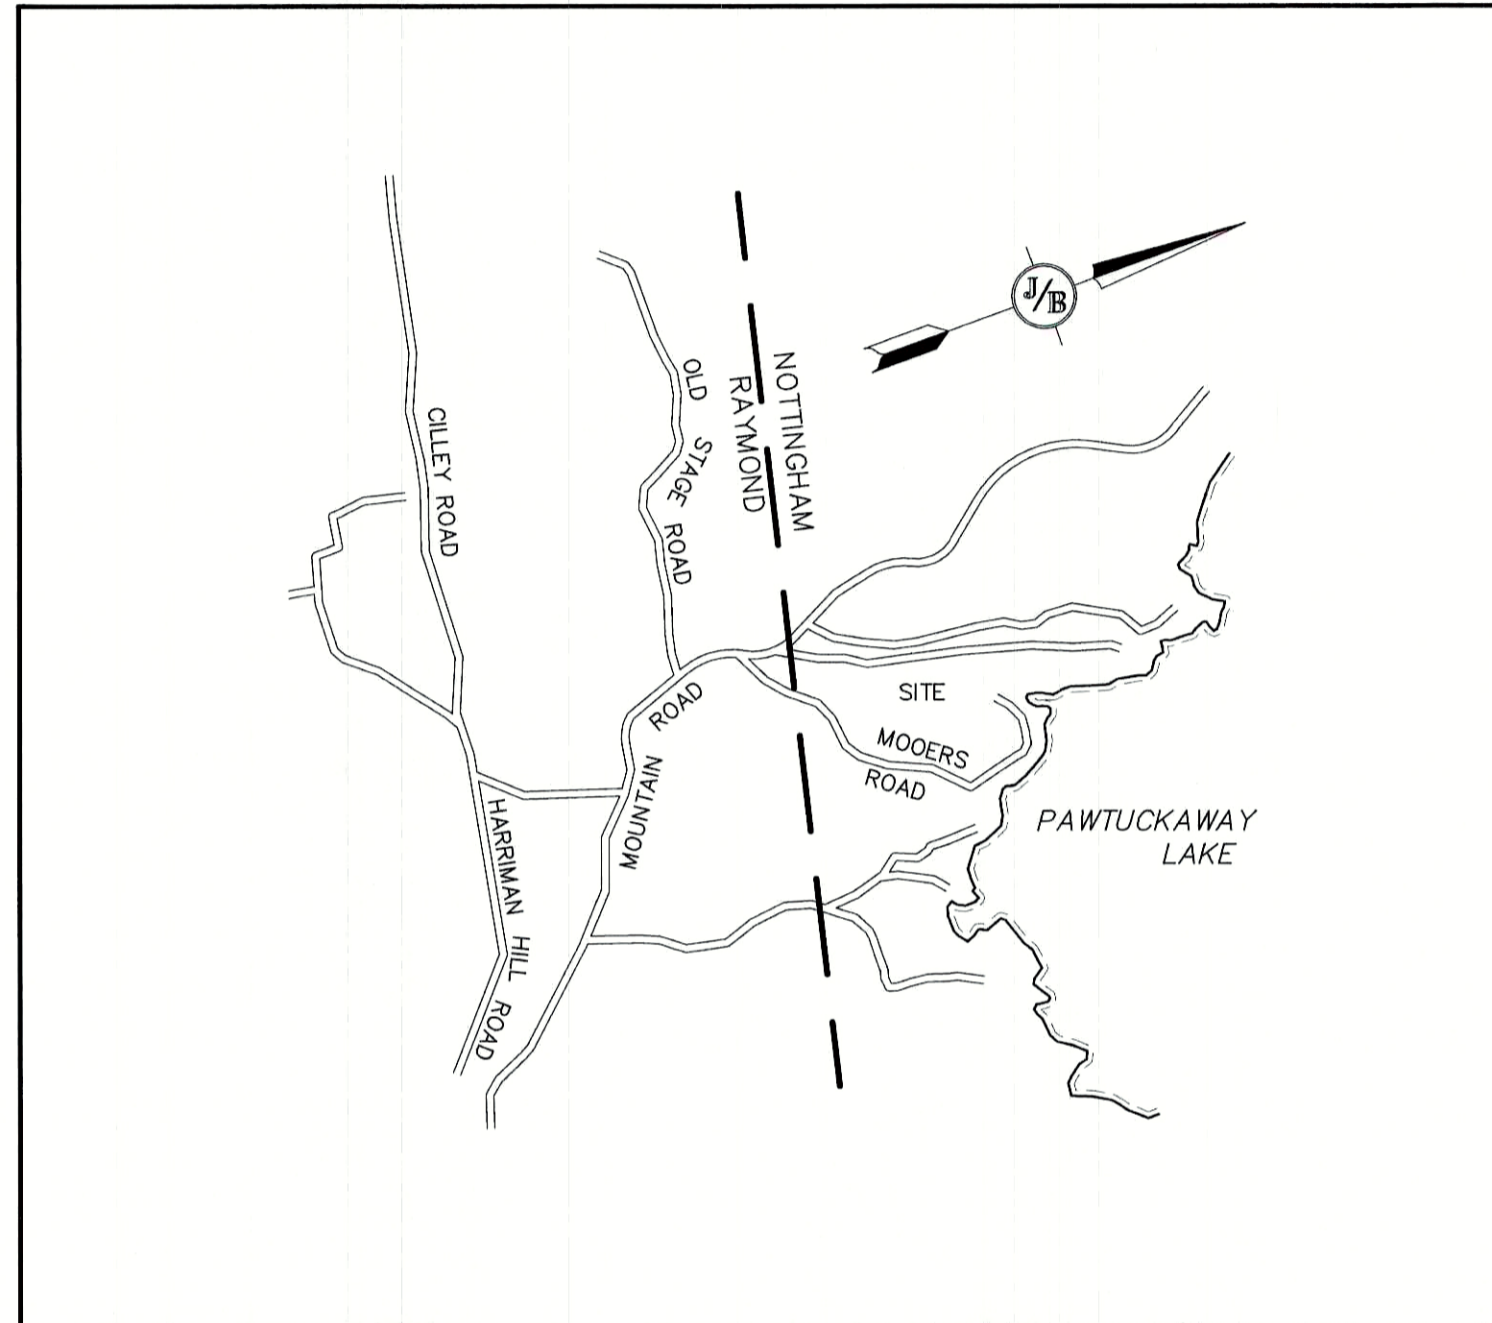 J/B
NOTTINGHAM
RAYMOND
OLD STAGE ROAD
CILLEY ROAD
SITE
MOOERS
ROAD
MOUNTAIN ROAD
HARRIMAN HILL ROAD
PAWTUCKAWAY
LAKE